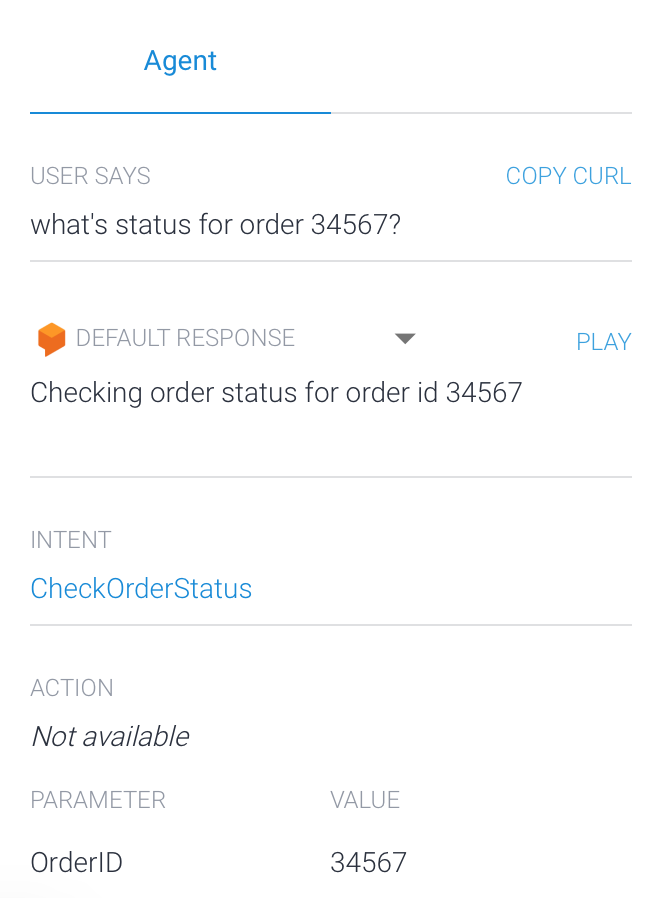 Agent
USER SAYS COPY CURL
what's status for order 34567?
DEFAULT RESPONSE PLAY
Checking order status for order id 34567
INTENT
CheckOrderStatus
ACTION
Not available
PARAMETER VALUE
OrderID 34567